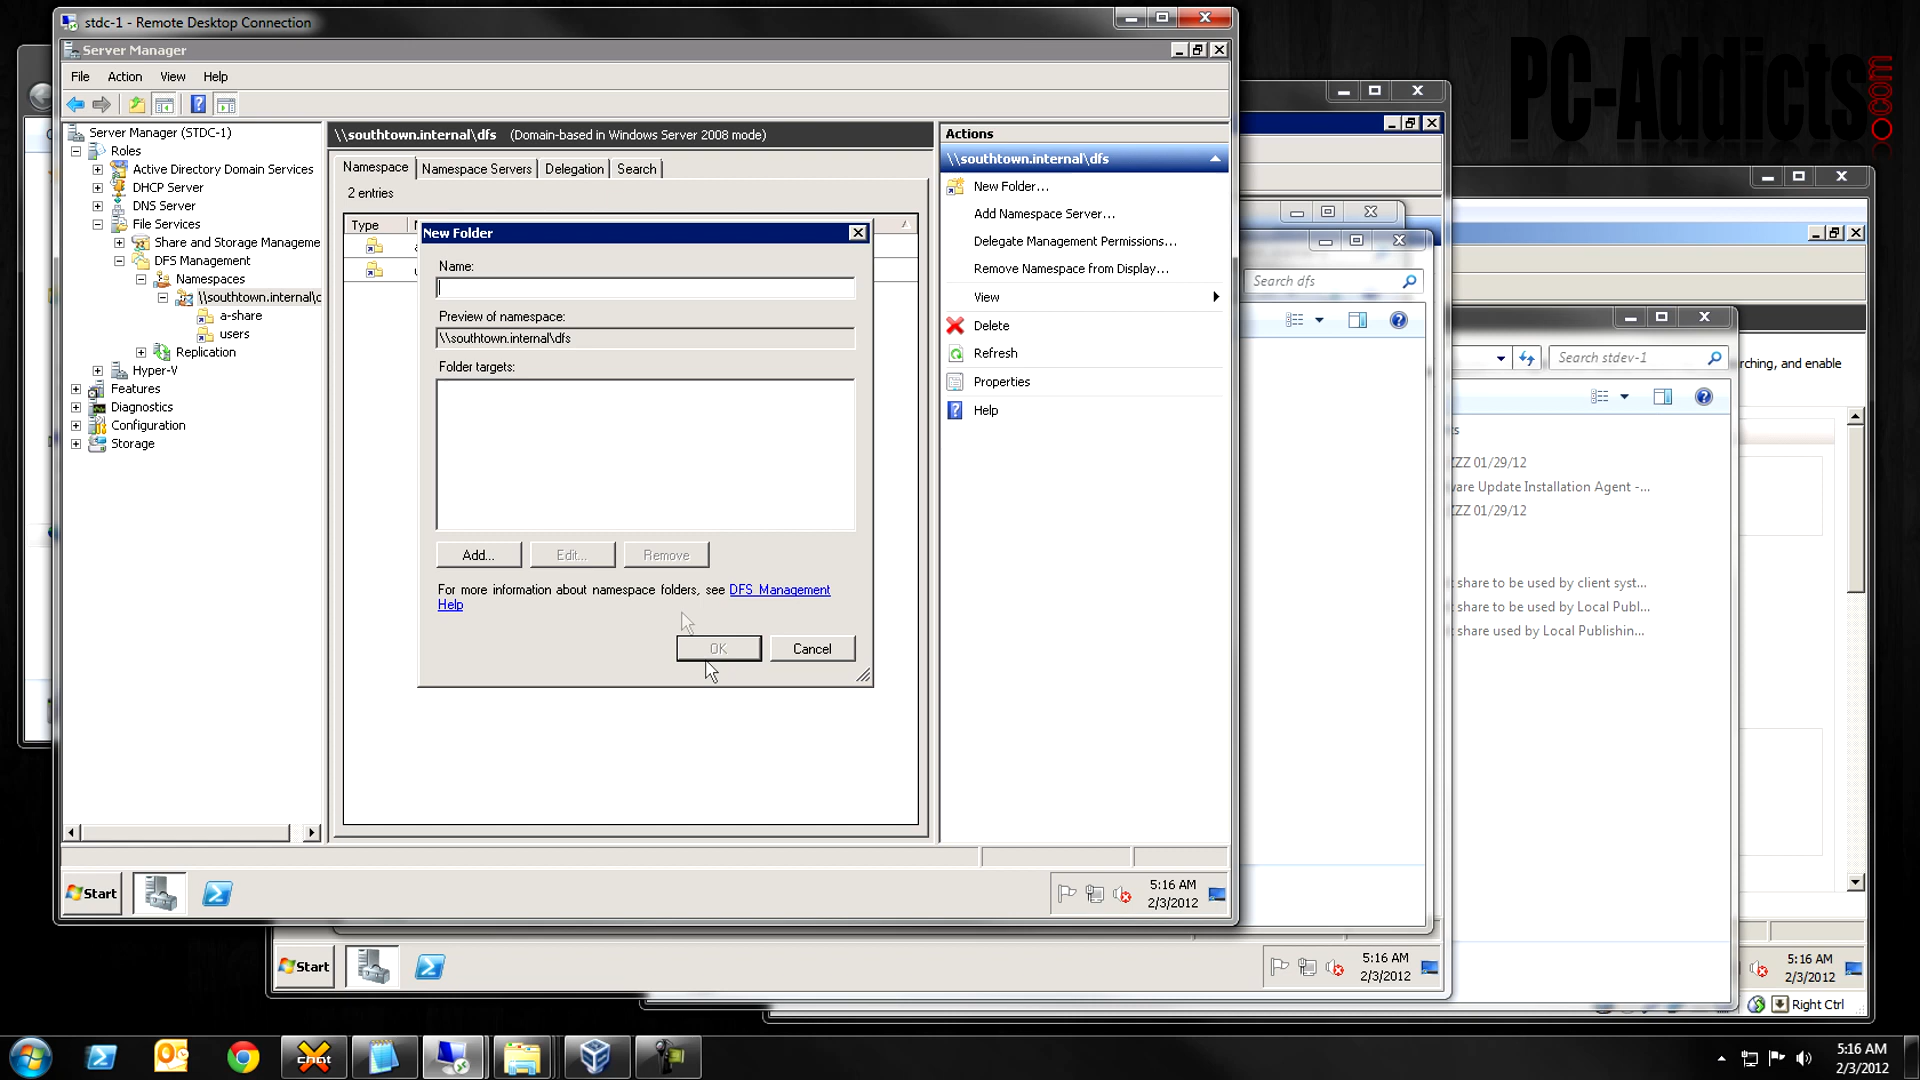 stdc-1 - Remote Desktop Connection
PC-Addicts.com
Server Manager
File Action View Help
Server Manager (STDC-1)
Roles
Active Directory Domain Services
DHCP Server
DNS Server
File Services
Share and Storage Manageme
DFS Management
Namespaces
\\southtown.internal\d
a-share
users
Replication
Hyper-V
Features
Diagnostics
Configuration
Storage
\\southtown.internal\dfs (Domain-based in Windows Server 2008 mode)
Namespace Namespace Servers Delegation Search
2 entries
Type
New Folder
Name:
Preview of namespace:
\\southtown.internal\dfs
Folder targets:
Add... Edit... Remove
For more information about namespace folders, see DFS Management
Help
OK Cancel
Actions
\\southtown.internal\dfs
New Folder...
Add Namespace Server...
Delegate Management Permissions...
Remove Namespace from Display...
View
Delete
Refresh
Properties
Help
Search dfs
Search stdev-1
rching, and enable
ZZZ 01/29/12
ware Update Installation Agent -...
ZZZ 01/29/12
share to be used by client syst...
share to be used by Local Publ...
share used by Local Publishin...
Start
5:16 AM
2/3/2012
Start
5:16 AM
2/3/2012
5:16 AM
2/3/2012
Right Ctrl
chat
5:16 AM
2/3/2012